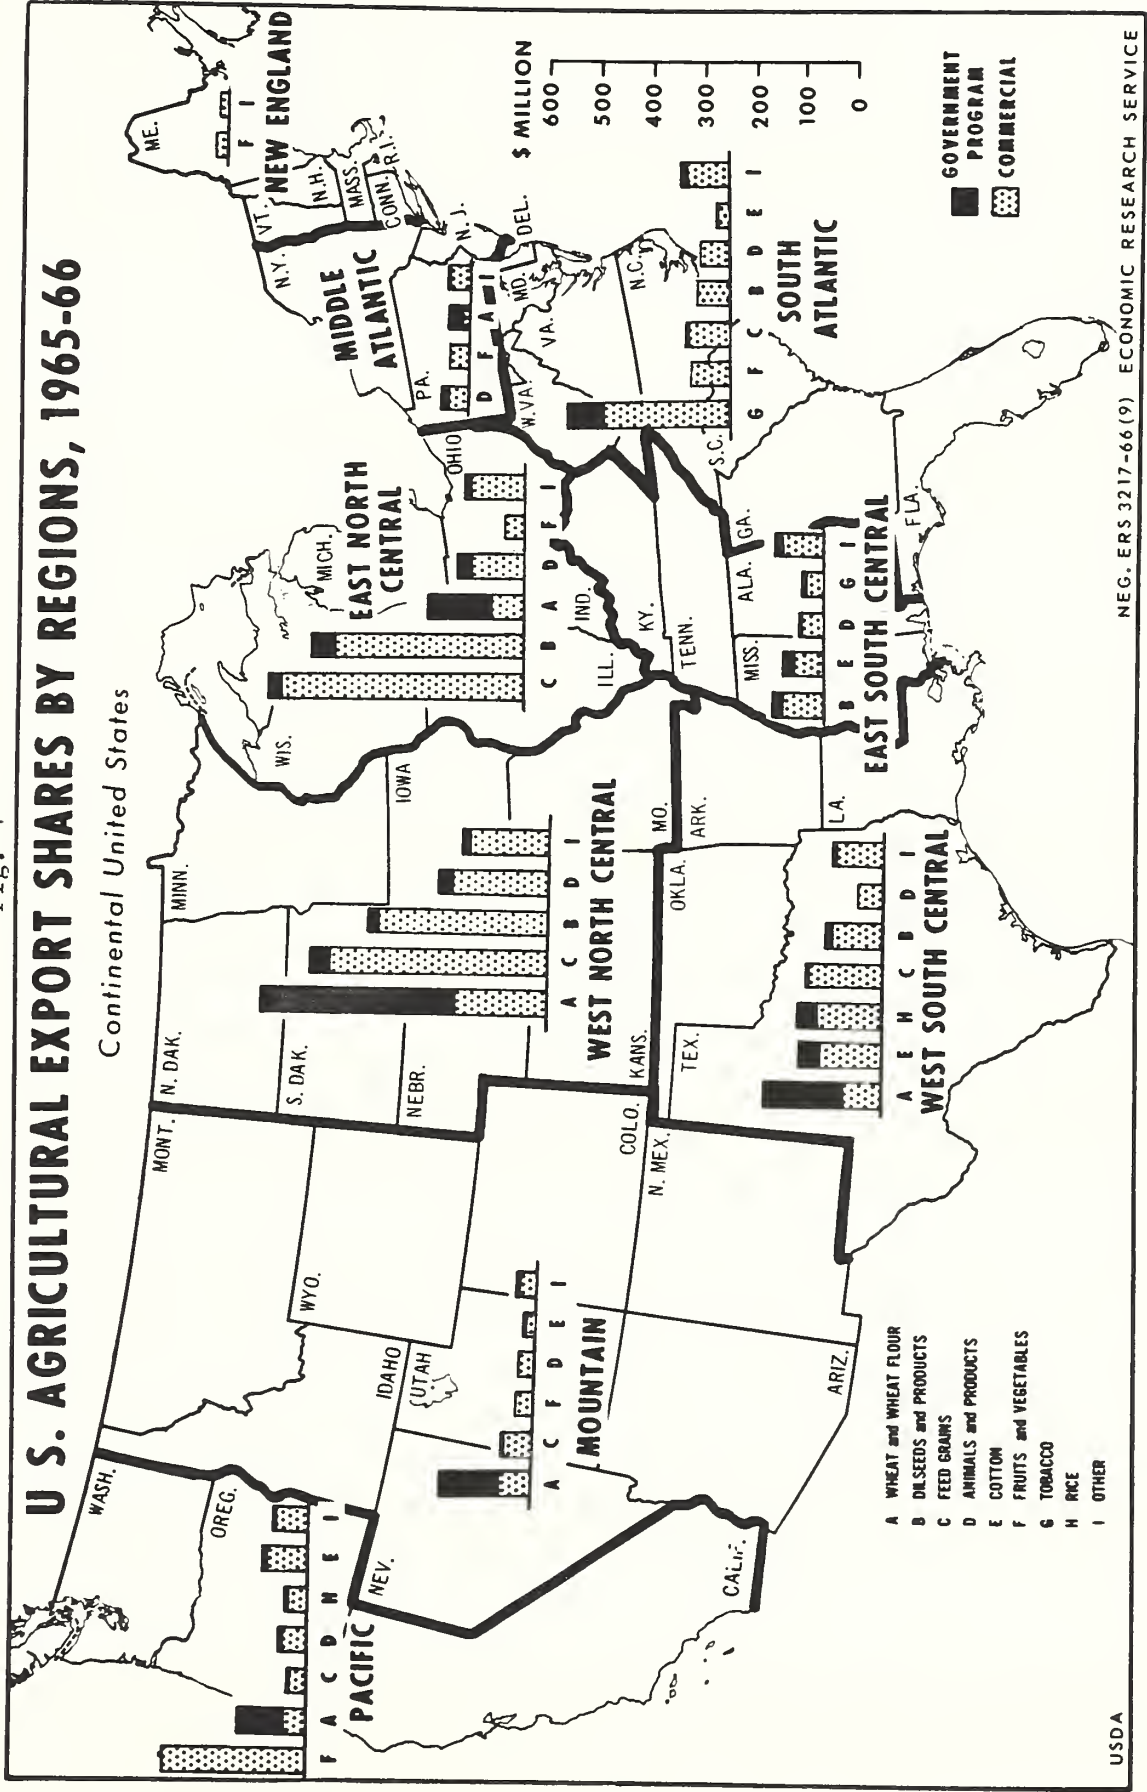 U.S. AGRICULTURAL EXPORT SHARES BY REGIONS, 1965-66
Continental United States
WASH.
OREG.
CALIF.
NEV.
IDAHO
UTAH
ARIZ.
MONT.
WYO.
COLO.
N. MEX.
N. DAK.
S. DAK.
NEBR.
KANS.
OKLA.
TEX.
MINN.
IOWA
MO.
ARK.
LA.
WIS.
ILL.
IND.
MICH.
OHIO
KY.
TENN.
MISS.
ALA.
GA.
FLA.
S.C.
N.C.
VA.
W.VA.
MD.
DEL.
PA.
N.J.
N.Y.
VT.
N.H.
MASS.
CONN.
R.I.
ME.
F A C D H E I
PACIFIC
A C F D E I
MOUNTAIN
A C B D I
WEST NORTH CENTRAL
A E H C B D I
WEST SOUTH CENTRAL
C B A D F I
EAST NORTH
CENTRAL
B E D G I
EAST SOUTH CENTRAL
D F A I
MIDDLE
ATLANTIC
G F C B D E I
SOUTH
ATLANTIC
F I
NEW ENGLAND
$ MILLION
600
500
400
300
200
100
0
GOVERNMENT
PROGRAM
COMMERCIAL
A WHEAT and WHEAT FLOUR
B OILSEEDS and PRODUCTS
C FEED GRAINS
D ANIMALS and PRODUCTS
E COTTON
F FRUITS and VEGETABLES
G TOBACCO
H RICE
I OTHER
USDA
NEG. ERS 3217-66(9) ECONOMIC RESEARCH SERVICE